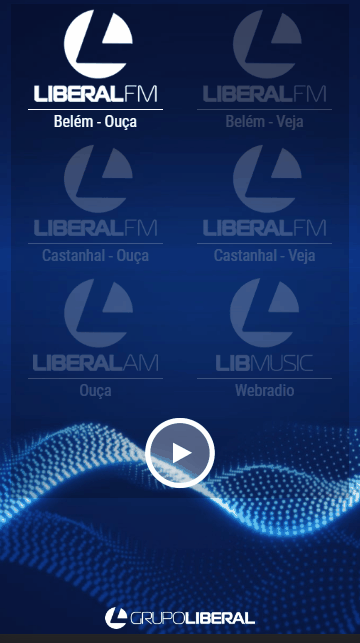 LIBERALFM
Belém - Ouça
LIBERALFM
Belém - Veja
LIBERALFM
Castanhal - Ouça
LIBERALFM
Castanhal - Veja
LIBERALAM
Ouça
LIBMUSIC
Webradio
GRUPOLIBERAL